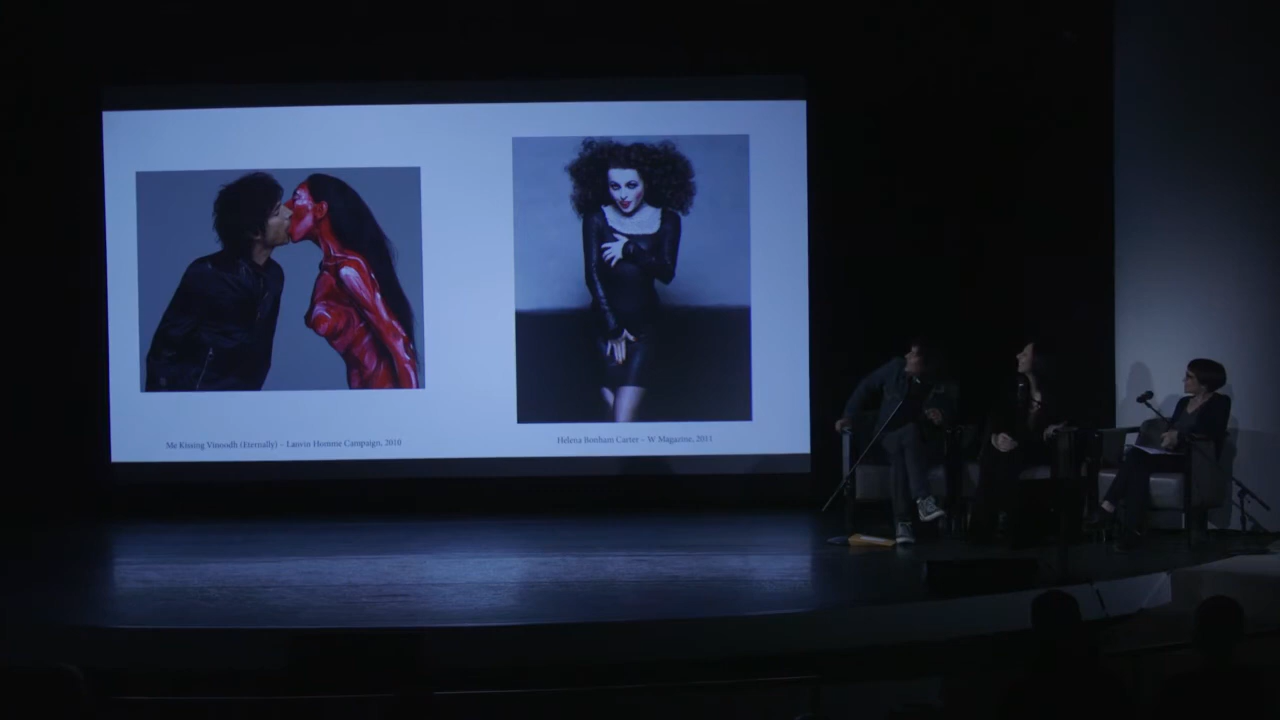 Me Kissing Vinoodh (Eternally) – Lanvin Homme Campaign, 2010
Helena Bonham Carter – W Magazine, 2011